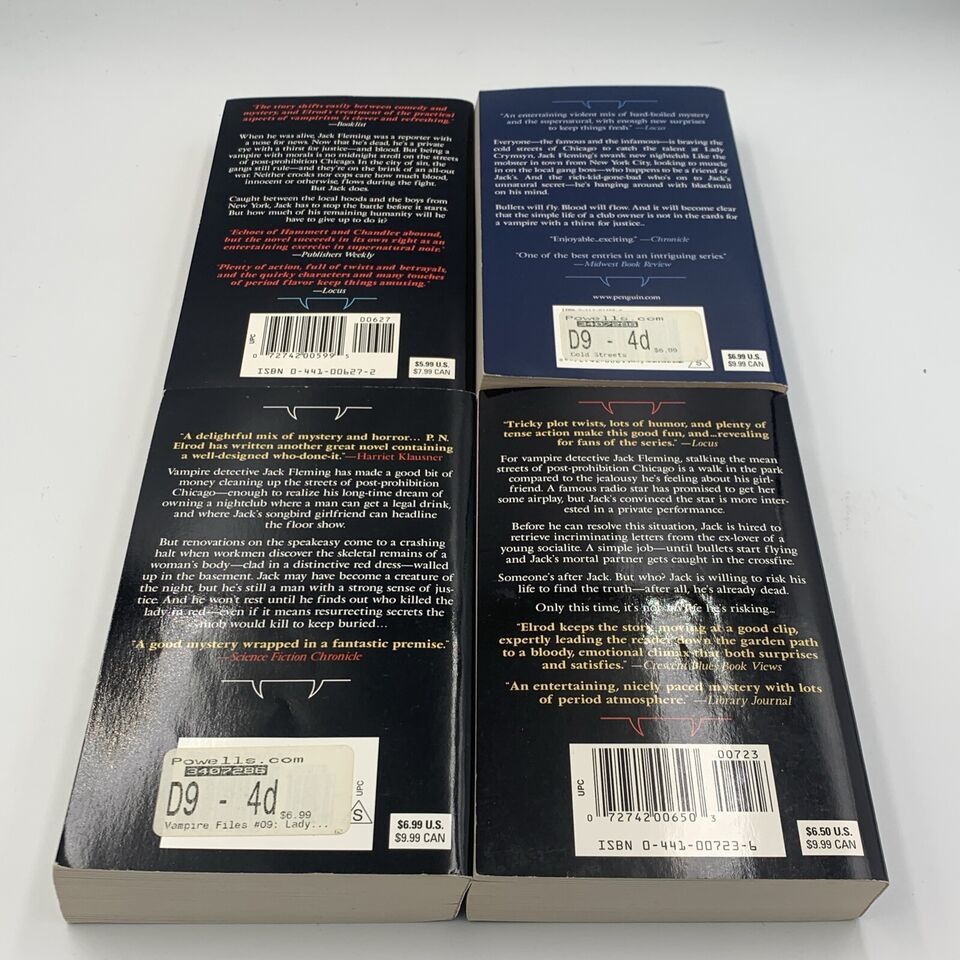 "The story shifts easily between comedy and
mystery, and Elrod's treatment of the practical
aspects of vampirism is clever and refreshing."
—Booklist
When he was alive, Jack Fleming was a reporter with
a nose for news. Now that he's dead, he's a private
eye with a thirst for justice—and blood. But being a
vampire with morals is no midnight stroll on the streets
of post-prohibition Chicago. In the city of sin, the
gangs still rule—and they're on the brink of an all-out
war. Neither crooks nor cops care how much blood,
innocent or otherwise, flows during the fight.
But Jack does.
Caught between the local hoods and the boys from
New York, Jack has to stop the battle before it starts.
But how much of his remaining humanity will he
have to give up to do it?
"Echoes of Hammett and Chandler abound,
but the novel succeeds in its own right as an
entertaining exercise in supernatural noir."
—Publishers Weekly
"Plenty of action, full of twists and betrayals,
and the quirky characters and many touches
of period flavor keep things amusing."
—Locus
UPC
00627
0 72742 00599 5
ISBN 0-441-00627-2
$5.99 U.S.
$7.99 CAN
"An entertaining violent mix of hard-boiled mystery
and the supernatural, with enough new surprises
to keep things fresh" —Locus
Everyone—the famous and the infamous—is braving the
cold streets of Chicago to catch the talent at Lady
Crymsyn, Jack Fleming's swank new nightclub. Like the
mobster in town from New York City, looking to muscle
in on the local gang boss—who happens to be a friend of
Jack's. And the rich-kid-gone-bad who's on to Jack's
unnatural secret—he's hanging around with blackmail
on his mind.
Bullets will fly. Blood will flow. And it will become clear
that the simple life of a club owner is not in the cards for
a vampire with a thirst for justice..
"Enjoyable...exciting." —Chronicle
"One of the best entries in an intriguing series"
—Midwest Book Review
www.penguin.com
Powells.com
3407286
D9 - 4d
$6.99
Cold Streets
S
$6.99 U.S.
$9.99 CAN
"A delightful mix of mystery and horror... P. N.
Elrod has written another great novel containing
a well-designed who-done-it."—Harriet Klausner
Vampire detective Jack Fleming has made a good bit of
money cleaning up the streets of post-prohibition
Chicago—enough to realize his long-time dream of
owning a nightclub where a man can get a legal drink,
and where Jack's songbird girlfriend can headline
the floor show.
But renovations on the speakeasy come to a crashing
halt when workmen discover the skeletal remains of a
woman's body—clad in a distinctive red dress—walled
up in the basement. Jack may have become a creature of
the night, but he's still a man with a strong sense of jus-
tice. And he won't rest until he finds out who killed the
lady in red—even if it means resurrecting secrets the
mob would kill to keep buried...
"A good mystery wrapped in a fantastic premise."
—Science Fiction Chronicle
Powells.com
3407286
D9 - 4d
$6.99
Vampire Files #09: Lady...
UPC
S
$6.99 U.S.
$9.99 CAN
"Tricky plot twists, lots of humor, and plenty of
tense action make this good fun, and...revealing
for fans of the series." —Locus
For vampire detective Jack Fleming, stalking the mean
streets of post-prohibition Chicago is a walk in the park
compared to the jealousy he's feeling about his girl-
friend. A famous radio star has promised to get her
some airplay, but Jack's convinced the star is more inter-
ested in a private performance.
Before he can resolve this situation, Jack is hired to
retrieve incriminating letters from the ex-lover of a
young socialite. A simple job—until bullets start flying
and Jack's mortal partner gets caught in the crossfire.
Someone's after Jack. But who? Jack is willing to risk his
life to find the truth—after all, he's already dead.
Only this time, it's not his life he's risking...
"Elrod keeps the story moving at a good clip,
expertly leading the reader down the garden path
to a bloody, emotional climax that both surprises
and satisfies." —Crescent Blues Book Views
"An entertaining, nicely paced mystery with lots
of period atmosphere." —Library Journal
UPC
00723
0 72742 00650 3
ISBN 0-441-00723-6
$6.50 U.S.
$9.99 CAN